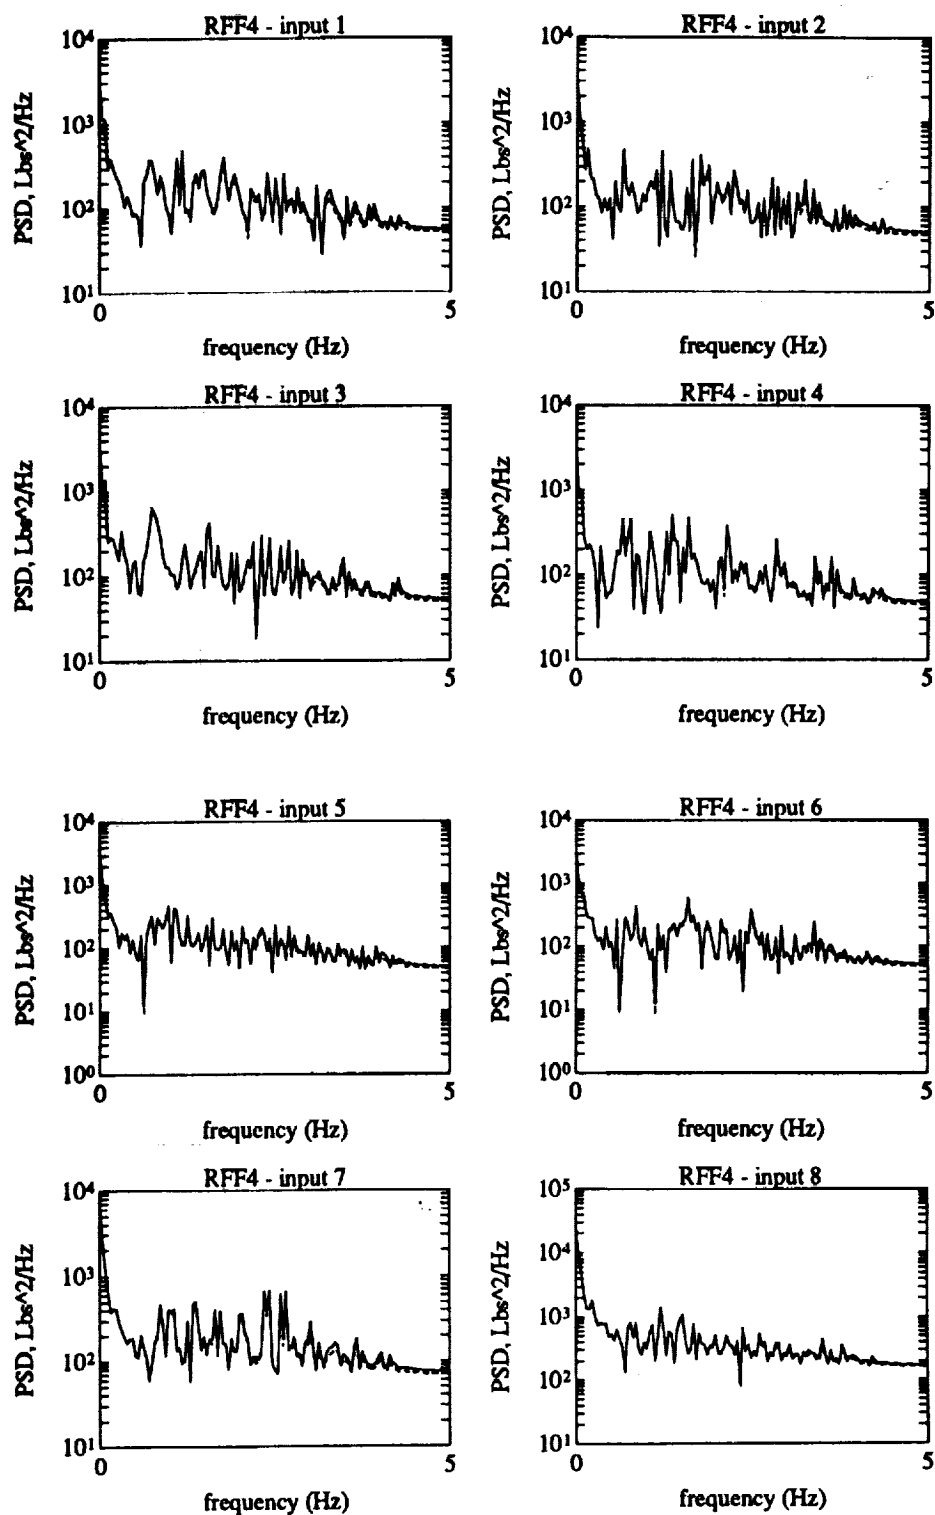 RFF4 - input 1
PSD, Lbs^2/Hz
10⁴
10³
10²
10¹
0
5
frequency (Hz)
RFF4 - input 2
PSD, Lbs^2/Hz
10⁴
10³
10²
10¹
0
5
frequency (Hz)
RFF4 - input 3
PSD, Lbs^2/Hz
10⁴
10³
10²
10¹
0
5
frequency (Hz)
RFF4 - input 4
PSD, Lbs^2/Hz
10⁴
10³
10²
10¹
0
5
frequency (Hz)
RFF4 - input 5
PSD, Lbs^2/Hz
10⁴
10³
10²
10¹
10⁰
0
5
frequency (Hz)
RFF4 - input 6
PSD, Lbs^2/Hz
10⁴
10³
10²
10¹
10⁰
0
5
frequency (Hz)
RFF4 - input 7
PSD, Lbs^2/Hz
10⁴
10³
10²
10¹
0
5
frequency (Hz)
RFF4 - input 8
PSD, Lbs^2/Hz
10⁵
10⁴
10³
10²
10¹
0
5
frequency (Hz)